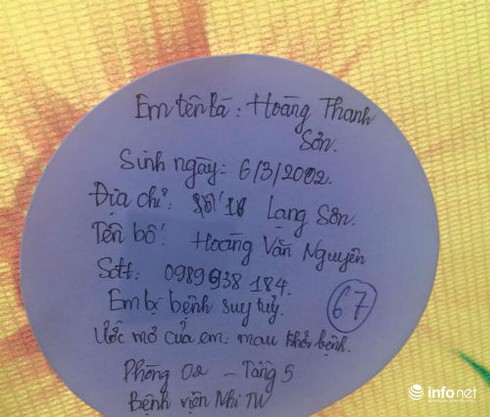 Em tên là: Hoàng Thanh
Sơn.
Sinh ngày: 6/3/2002.
Địa chỉ: Số 18 Lạng Sơn.
Tên bố: Hoàng Văn Nguyên
Sđt: 0989 938 184.
Em bị bệnh suy tủy.
67
Ước mơ của em: mau khỏi bệnh.
Phòng 02 - Tầng 5
Bệnh viện Nhi TW
infonet